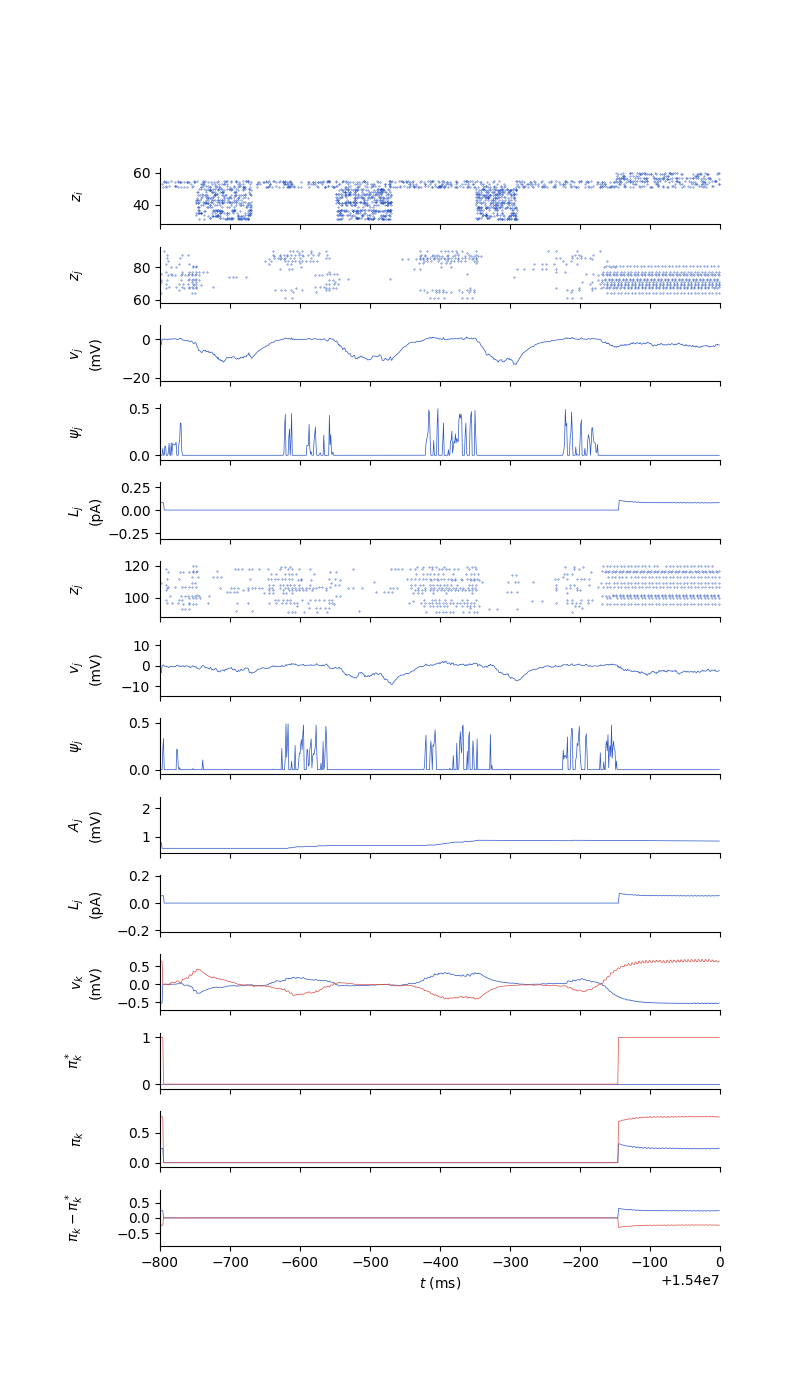 60
40
z_i
80
60
z_j
0
−20
v_j
(mV)
0.5
0.0
ψ_j
0.25
0.00
−0.25
L_j
(pA)
120
100
z_j
10
0
−10
v_j
(mV)
0.5
0.0
ψ_j
2
1
A_j
(mV)
0.2
0.0
−0.2
L_j
(pA)
0.5
0.0
−0.5
v_k
(mV)
1
0
π_k^*
0.5
0.0
π_k
0.5
0.0
−0.5
π_k − π_k^*
−800 −700 −600 −500 −400 −300 −200 −100 0
t (ms)
+1.54e7